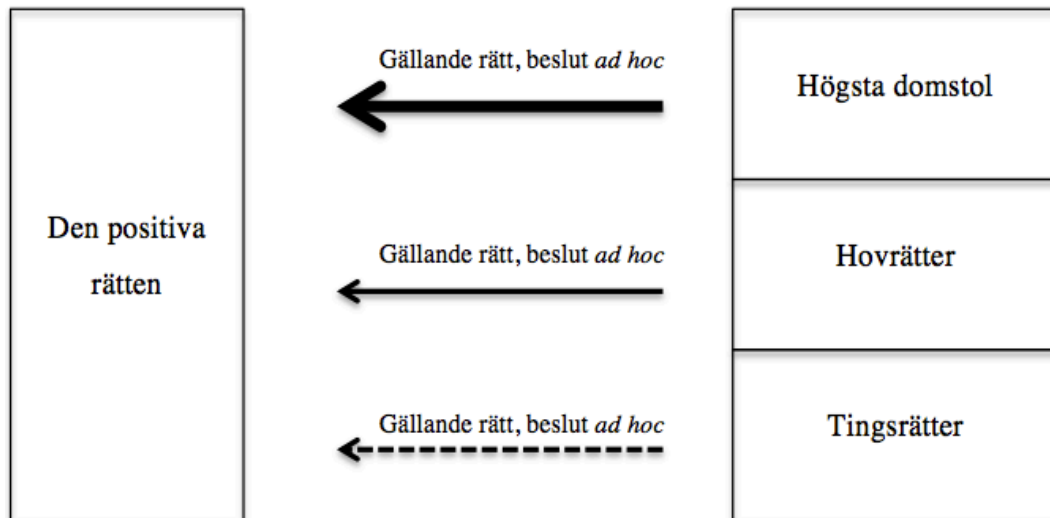 Gällande rätt, beslut ad hoc
Högsta domstol
Den positiva
rätten
Gällande rätt, beslut ad hoc
Hovrätter
Gällande rätt, beslut ad hoc
Tingsrätter